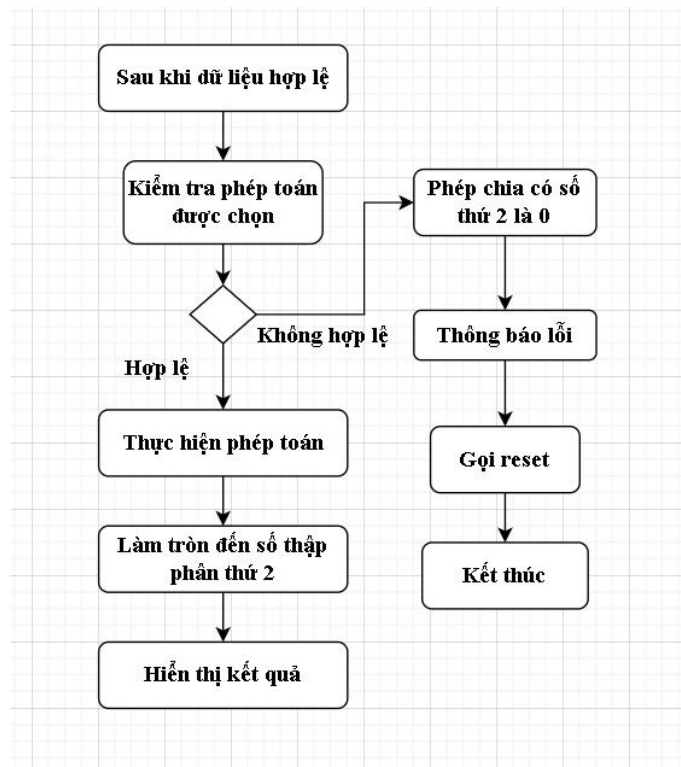 Sau khi dữ liệu hợp lệ
Kiểm tra phép toán
được chọn
Phép chia có số
thứ 2 là 0
Không hợp lệ
Thông báo lỗi
Hợp lệ
Thực hiện phép toán
Gọi reset
Làm tròn đến số thập
phân thứ 2
Kết thúc
Hiễn thị kết quả